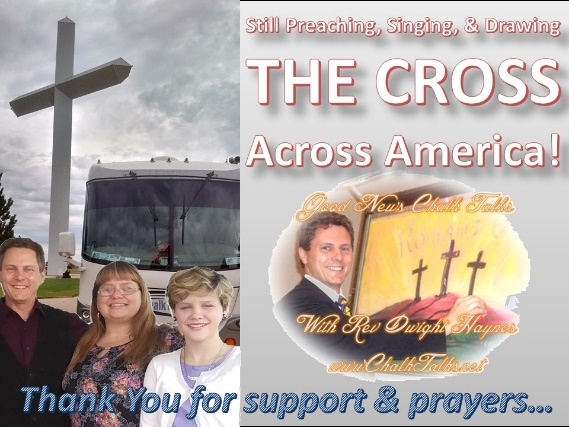 Still Preaching, Singing, & Drawing
THE CROSS
Across America!
Good News Chalk Talks
With Rev Dwight Haynes
www.ChalkTalks.net
Thank You for support & prayers...